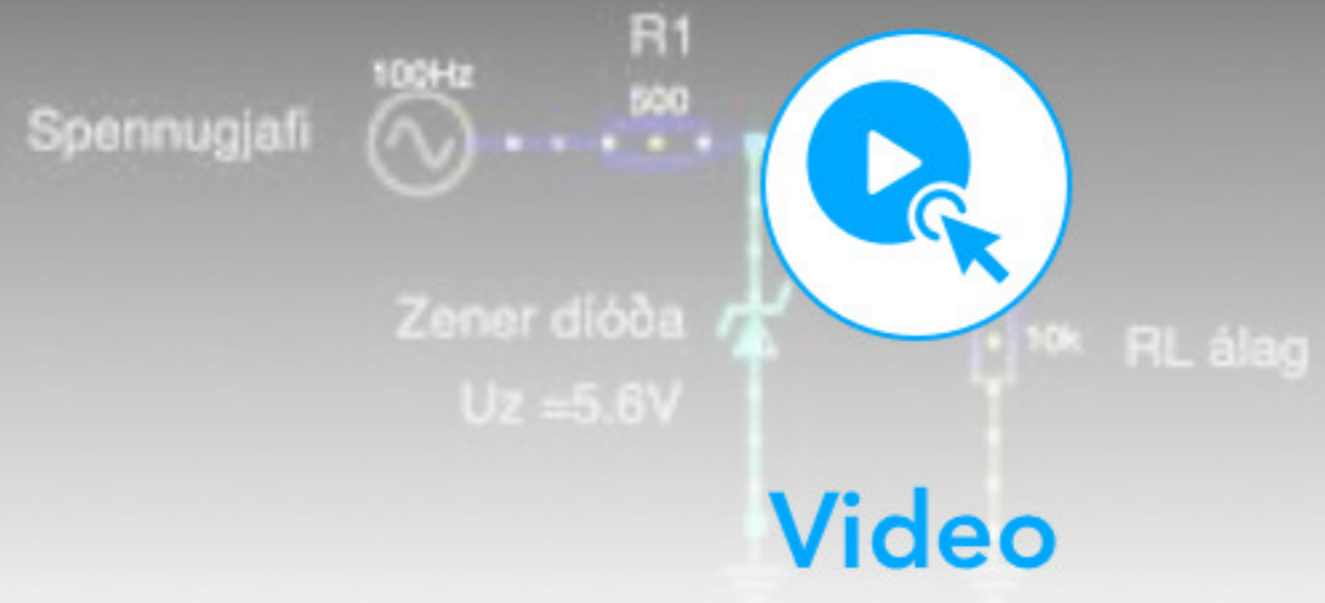 R1
100Hz
500
Spennugjafi
Zener díóða
10k
RL álag
Uz =5.6V
Video